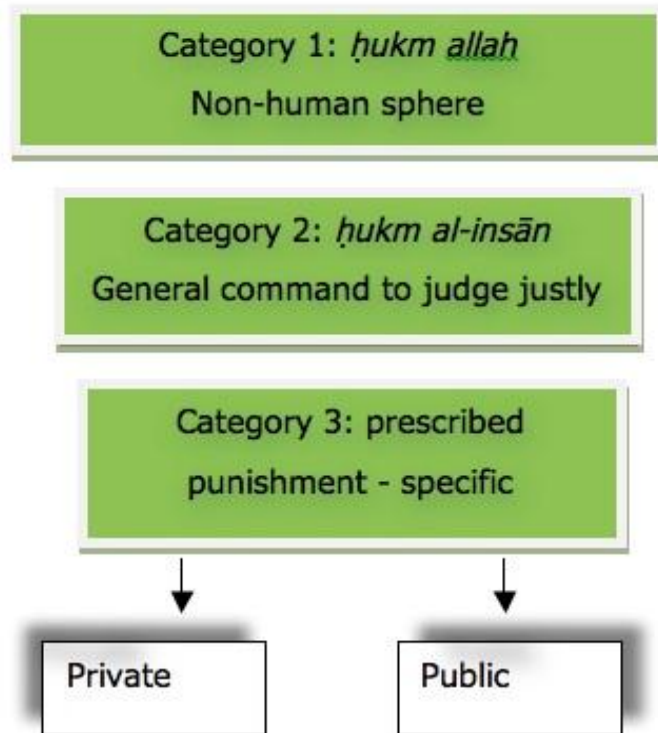 Category 1: ḥukm allah
Non-human sphere
Category 2: ḥukm al-insān
General command to judge justly
Category 3: prescribed
punishment - specific
Private
Public